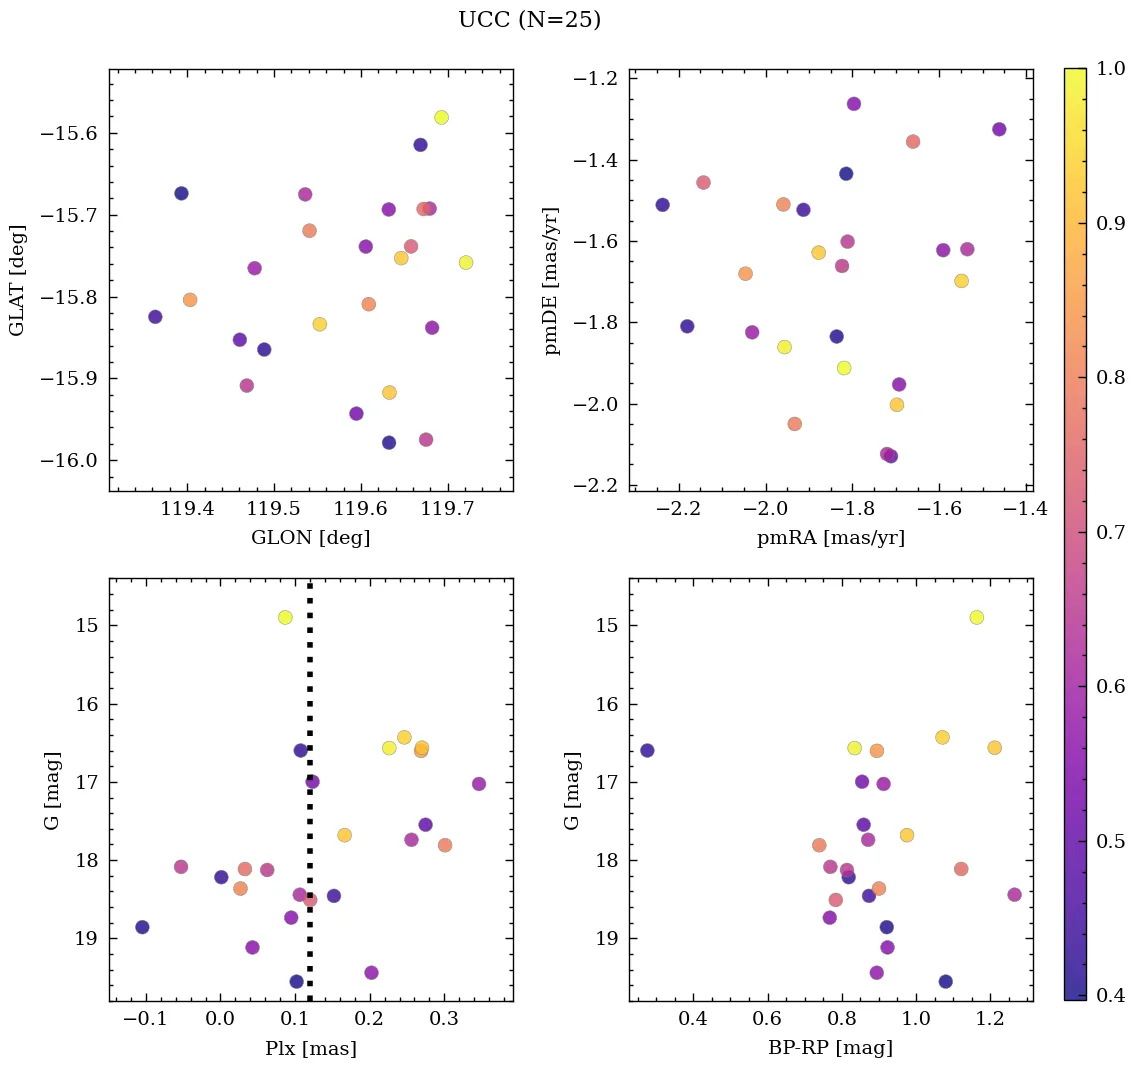 UCC (N=25)
−15.6
−15.7
−15.8
−15.9
−16.0
GLAT [deg]
119.4 119.5 119.6 119.7
GLON [deg]
−1.2
−1.4
−1.6
−1.8
−2.0
−2.2
pmDE [mas/yr]
−2.2 −2.0 −1.8 −1.6 −1.4
pmRA [mas/yr]
15
16
17
18
19
G [mag]
−0.1 0.0 0.1 0.2 0.3
Plx [mas]
15
16
17
18
19
G [mag]
0.4 0.6 0.8 1.0 1.2
BP-RP [mag]
1.0
0.9
0.8
0.7
0.6
0.5
0.4